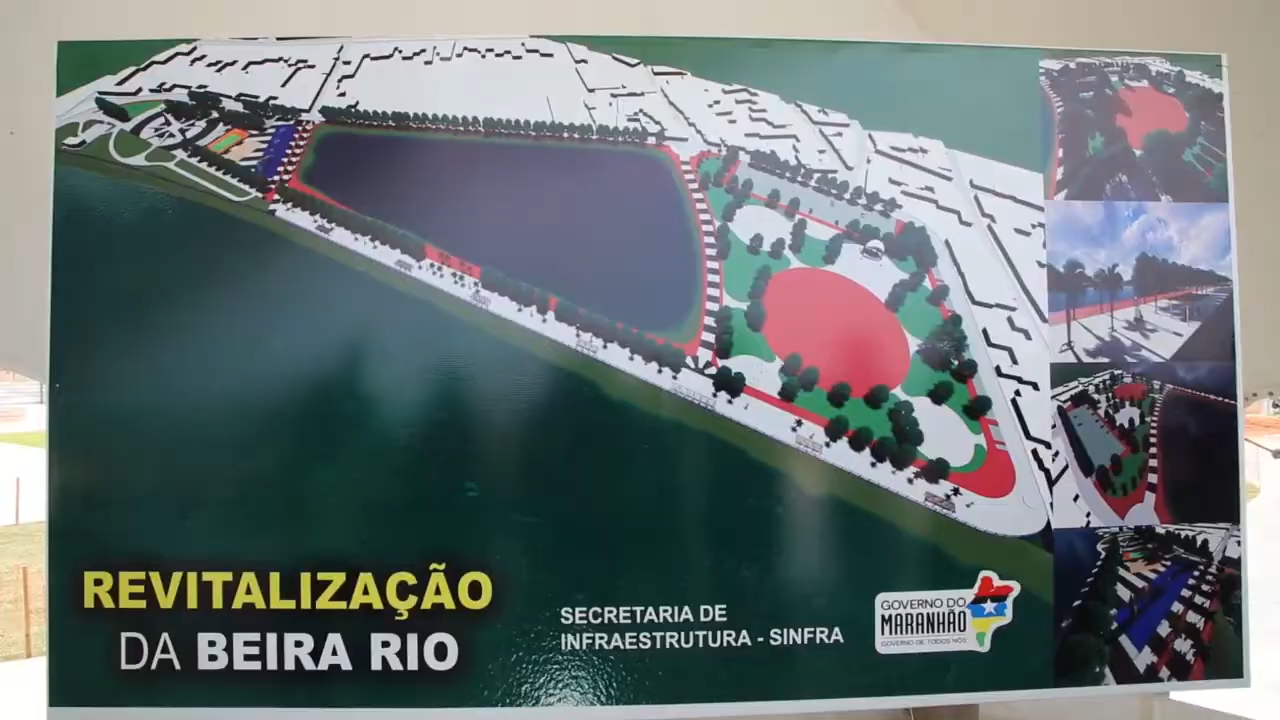 REVITALIZAÇÃO
DA BEIRA RIO
SECRETARIA DE
INFRAESTRUTURA - SINFRA
GOVERNO DO
MARANHÃO
GOVERNO DE TODOS NÓS